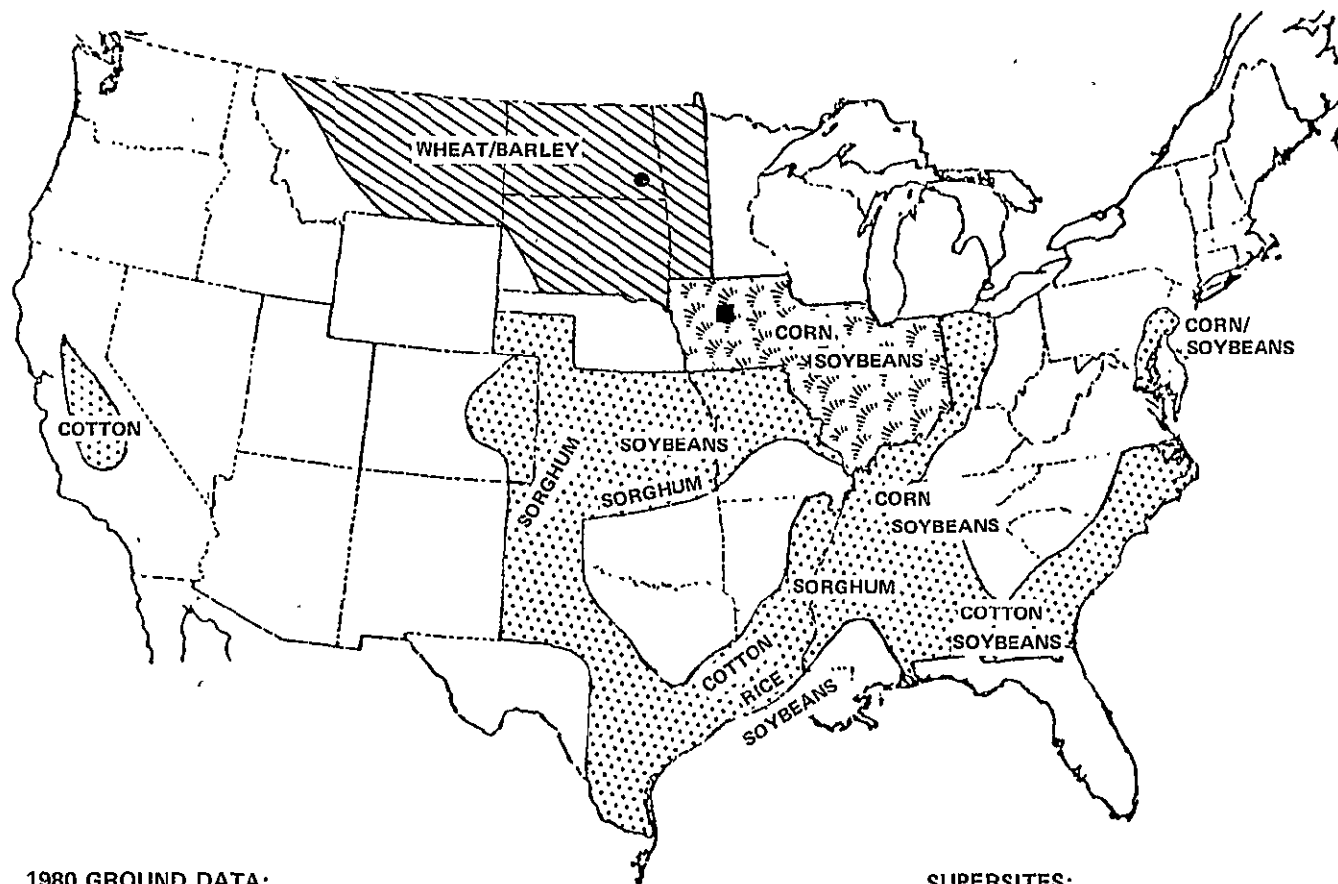 WHEAT/BARLEY
CORN,
SOYBEANS
CORN/
SOYBEANS
COTTON
SOYBEANS
SORGHUM
SORGHUM
CORN
SOYBEANS
SORGHUM
COTTON
SOYBEANS
COTTON
RICE
SOYBEANS
1980 GROUND DATA:
SUPERSITES: